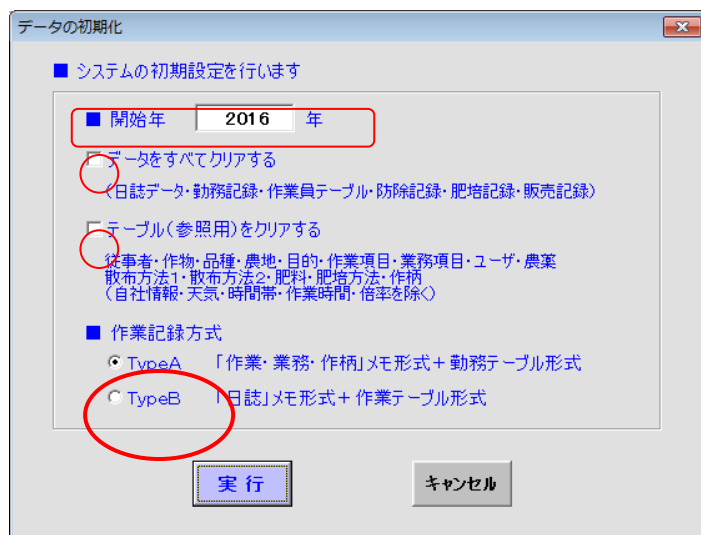 データの初期化
■ システムの初期設定を行います
■ 開始年 2016 年
データをすべてクリアする
(日誌データ・勤務記録・作業員テーブル・防除記録・肥培記録・販売記録)
テーブル(参照用)をクリアする
従事者・作物・品種・農地・目的・作業項目・業務項目・ユーザ・農薬
散布方法1・散布方法2・肥料・肥培方法・作柄
(自社情報・天気・時間帯・作業時間・倍率を除く)
■ 作業記録方式
TypeA 「作業・業務・作柄」メモ形式+勤務テーブル形式
TypeB 「日誌」メモ形式+作業テーブル形式
実行 キャンセル